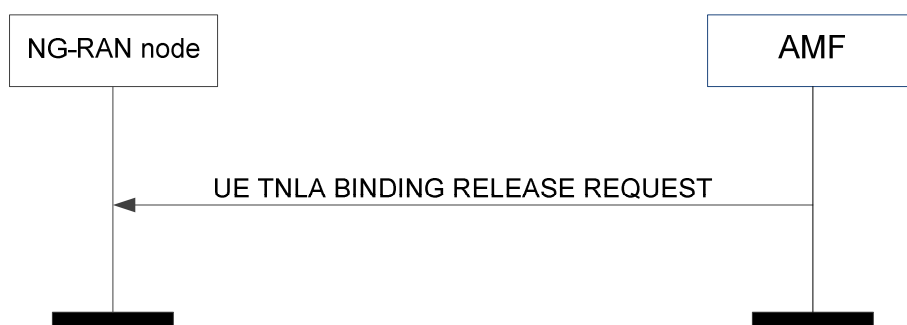 NG-RAN node
AMF
UE TNLA BINDING RELEASE REQUEST